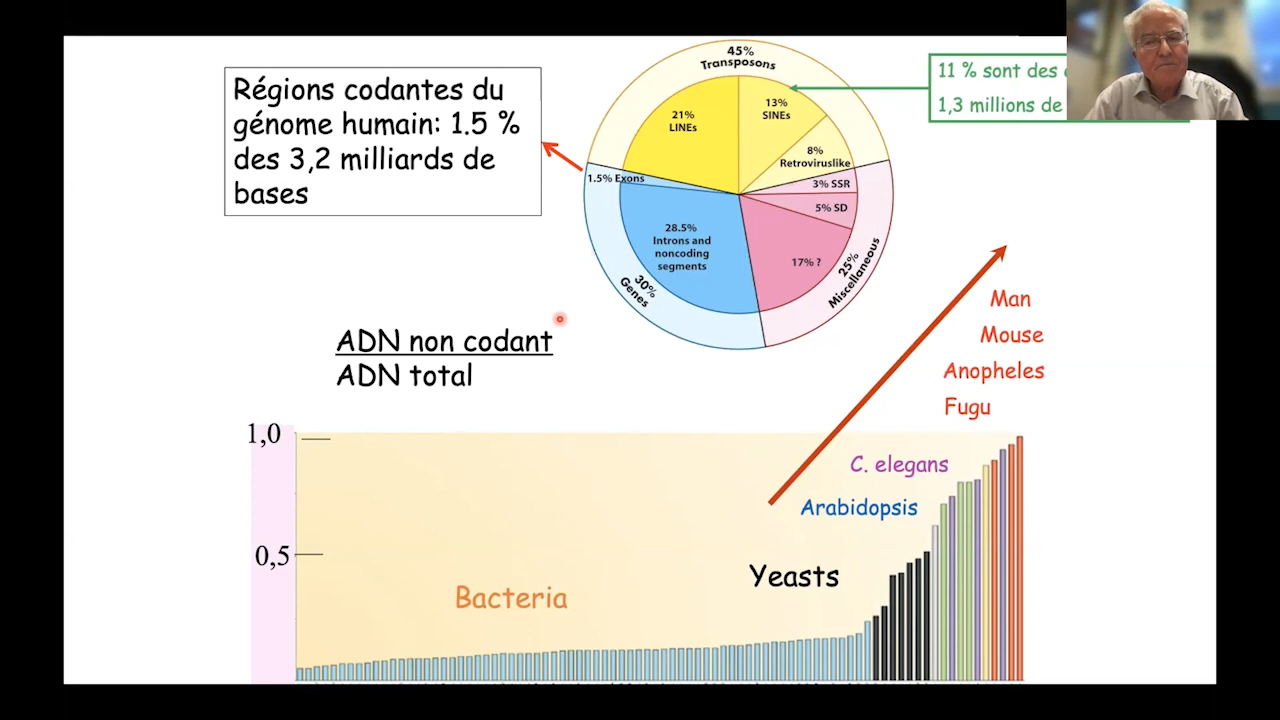 Régions codantes du
génome humain: 1.5 %
des 3,2 milliards de
bases
45%
Transposons
21%
LINEs
13%
SINEs
8%
Retroviruslike
11 % sont des
1,3 millions de
1.5% Exons
3% SSR
5% SD
28.5%
Introns and
noncoding
segments
17% ?
30%
Genes
25%
Miscellaneous
ADN non codant
ADN total
Man
Mouse
Anopheles
Fugu
C. elegans
Arabidopsis
Yeasts
Bacteria
1,0
0,5